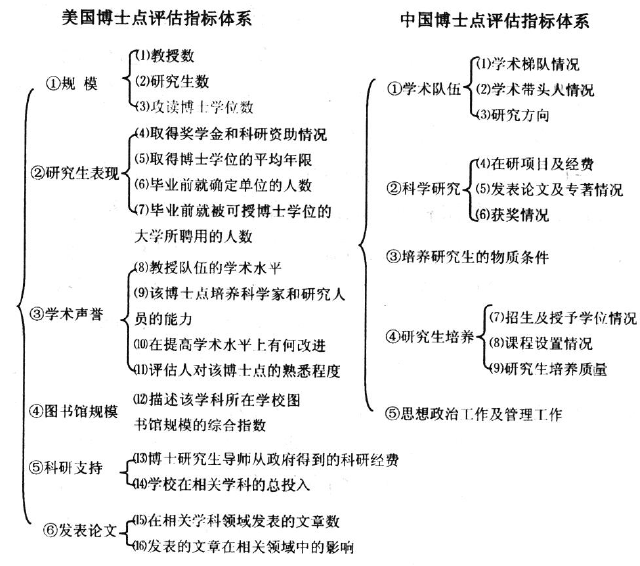 美国博士点评估指标体系
①规 模
⑴教授数
⑵研究生数
⑶攻读博士学位数
②研究生表现
⑷取得奖学金和科研资助情况
⑸取得博士学位的平均年限
⑹毕业前就确定单位的人数
⑺毕业前就被可授博士学位的
大学所聘用的人数
③学术声誉
⑻教授队伍的学术水平
⑼该博士点培养科学家和研究人
员的能力
⑽在提高学术水平上有何改进
⑾评估人对该博士点的熟悉程度
④图书馆规模
⑿描述该学科所在学校图
书馆规模的综合指数
⑤科研支持
⒀博士研究生导师从政府得到的科研经费
⒁学校在相关学科的总投入
⑥发表论文
⒂在相关学科领域发表的文章数
⒃发表的文章在相关领域中的影响
中国博士点评估指标体系
①学术队伍
⑴学术梯队情况
⑵学术带头人情况
⑶研究方向
②科学研究
⑷在研项目及经费
⑸发表论文及专著情况
⑹获奖情况
③培养研究生的物质条件
④研究生培养
⑺招生及授予学位情况
⑻课程设置情况
⑼研究生培养质量
⑤思想政治工作及管理工作